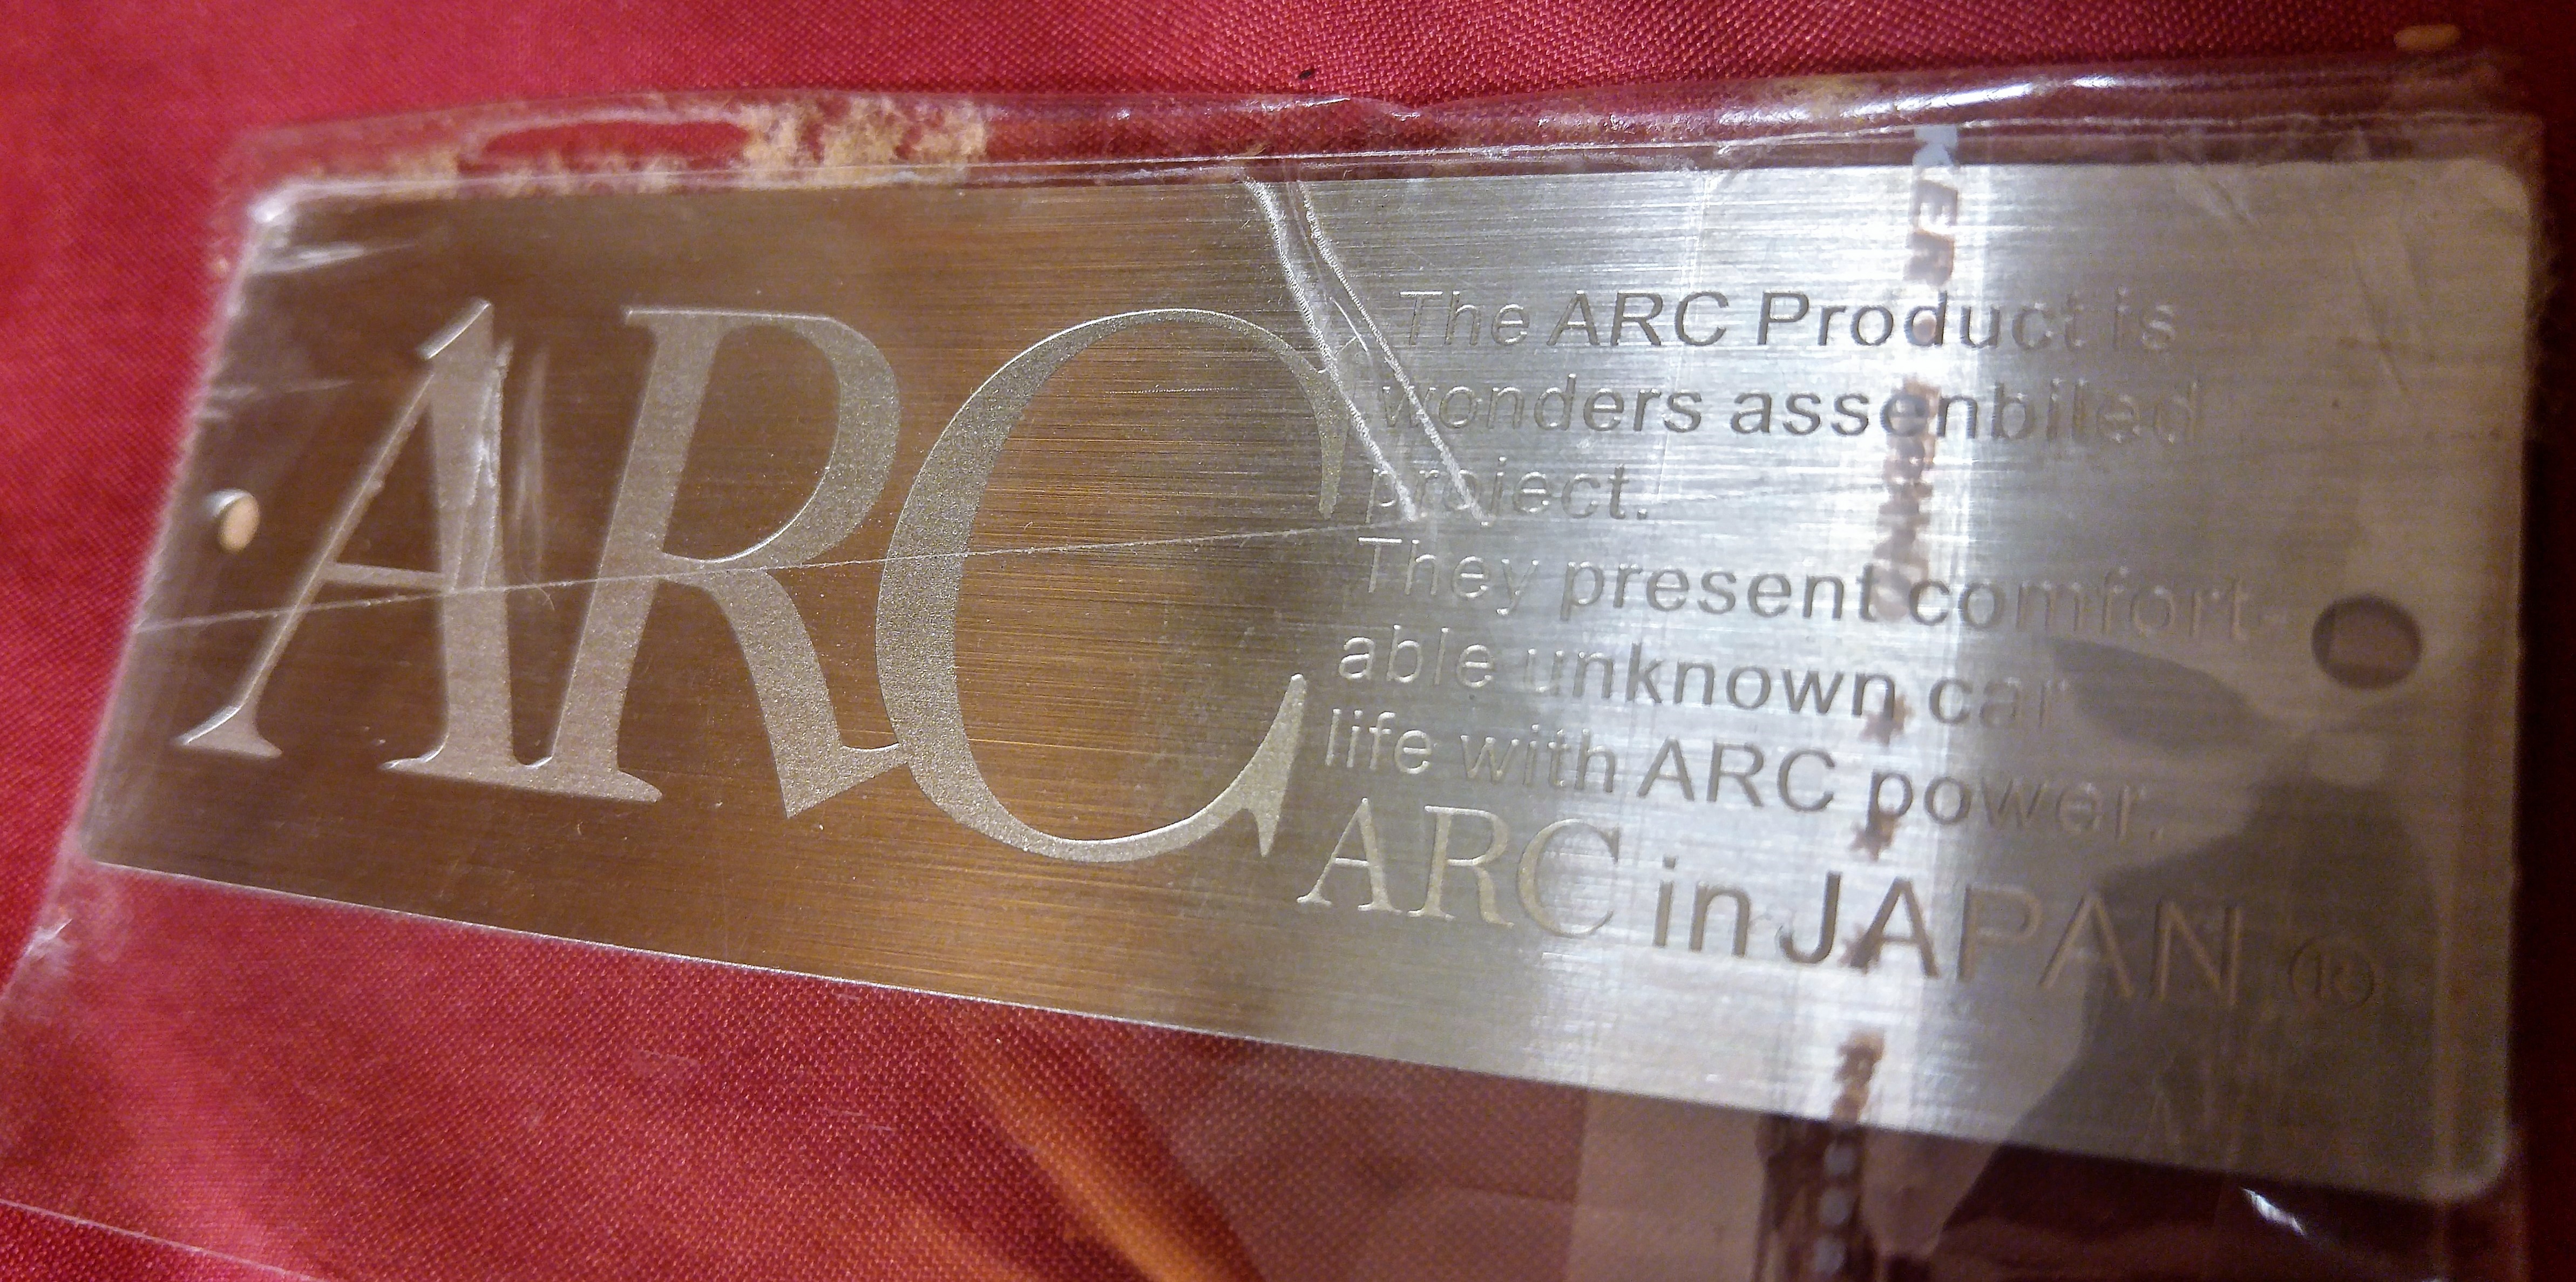 ARC
The ARC Product is
wonders assenbiled
project.
They present comfort-
able unknown car
life with ARC power.
ARC in JAPAN ®